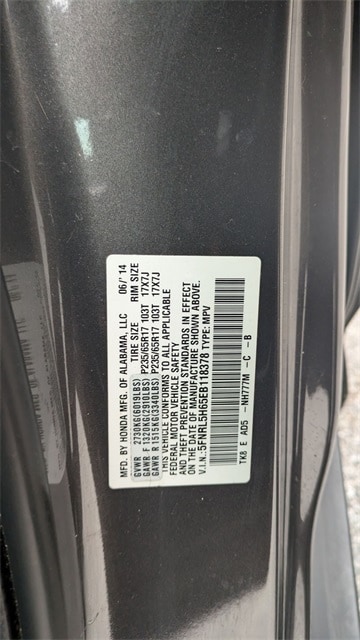 MFD. BY HONDA MFG. OF ALABAMA, LLC 06/'14
TIRE SIZE RIM SIZE
GVWR 2730KG(6019LBS)
GAWR F 1320KG(2910LBS) P235/65R17 103T 17X7J
GAWR R 1515KG(3340LBS) P235/65R17 103T 17X7J
THIS VEHICLE CONFORMS TO ALL APPLICABLE
FEDERAL MOTOR VEHICLE SAFETY
AND THEFT PREVENTION STANDARDS IN EFFECT
ON THE DATE OF MANUFACTURE SHOWN ABOVE.
V.I.N.: 5FNRL5H65EB118378 TYPE: MPV
TK8 E AD5 -NH777M -C -B